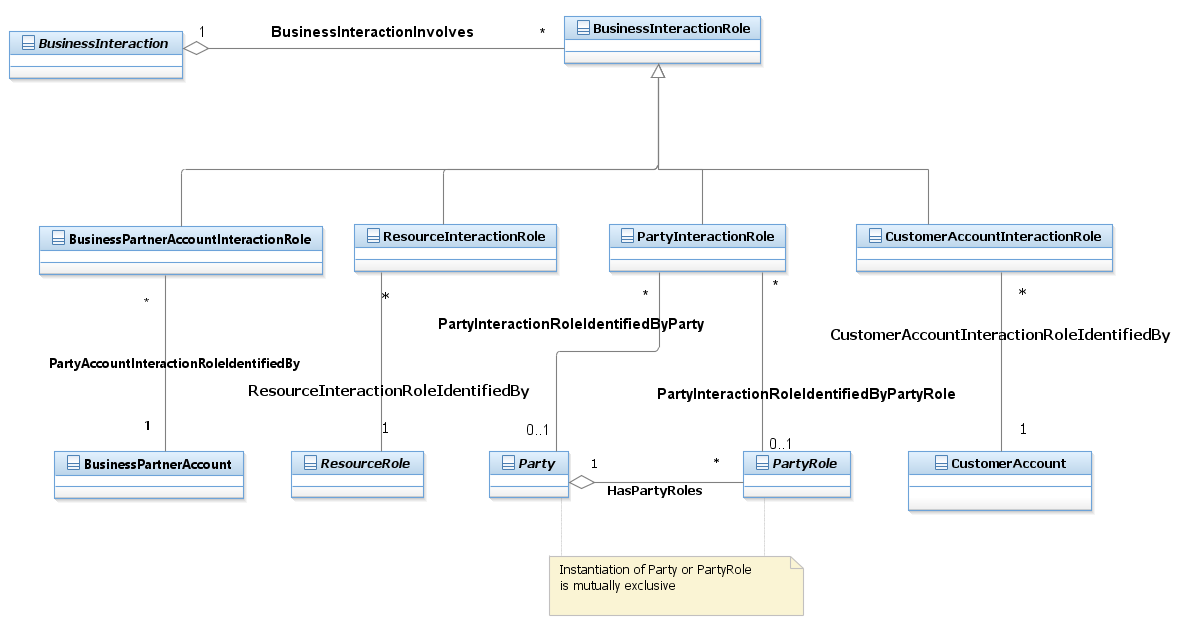 BusinessInteraction
1
BusinessInteractionInvolves
*
BusinessInteractionRole
BusinessPartnerAccountInteractionRole
ResourceInteractionRole
PartyInteractionRole
CustomerAccountInteractionRole
*
*
*
*
*
PartyInteractionRoleIdentifiedByParty
CustomerAccountInteractionRoleIdentifiedBy
PartyAccountInteractionRoleIdentifiedBy
ResourceInteractionRoleIdentifiedBy
PartyInteractionRoleIdentifiedByPartyRole
1
1
0..1
0..1
1
BusinessPartnerAccount
ResourceRole
Party
1
*
PartyRole
CustomerAccount
HasPartyRoles
Instantiation of Party or PartyRole
is mutually exclusive